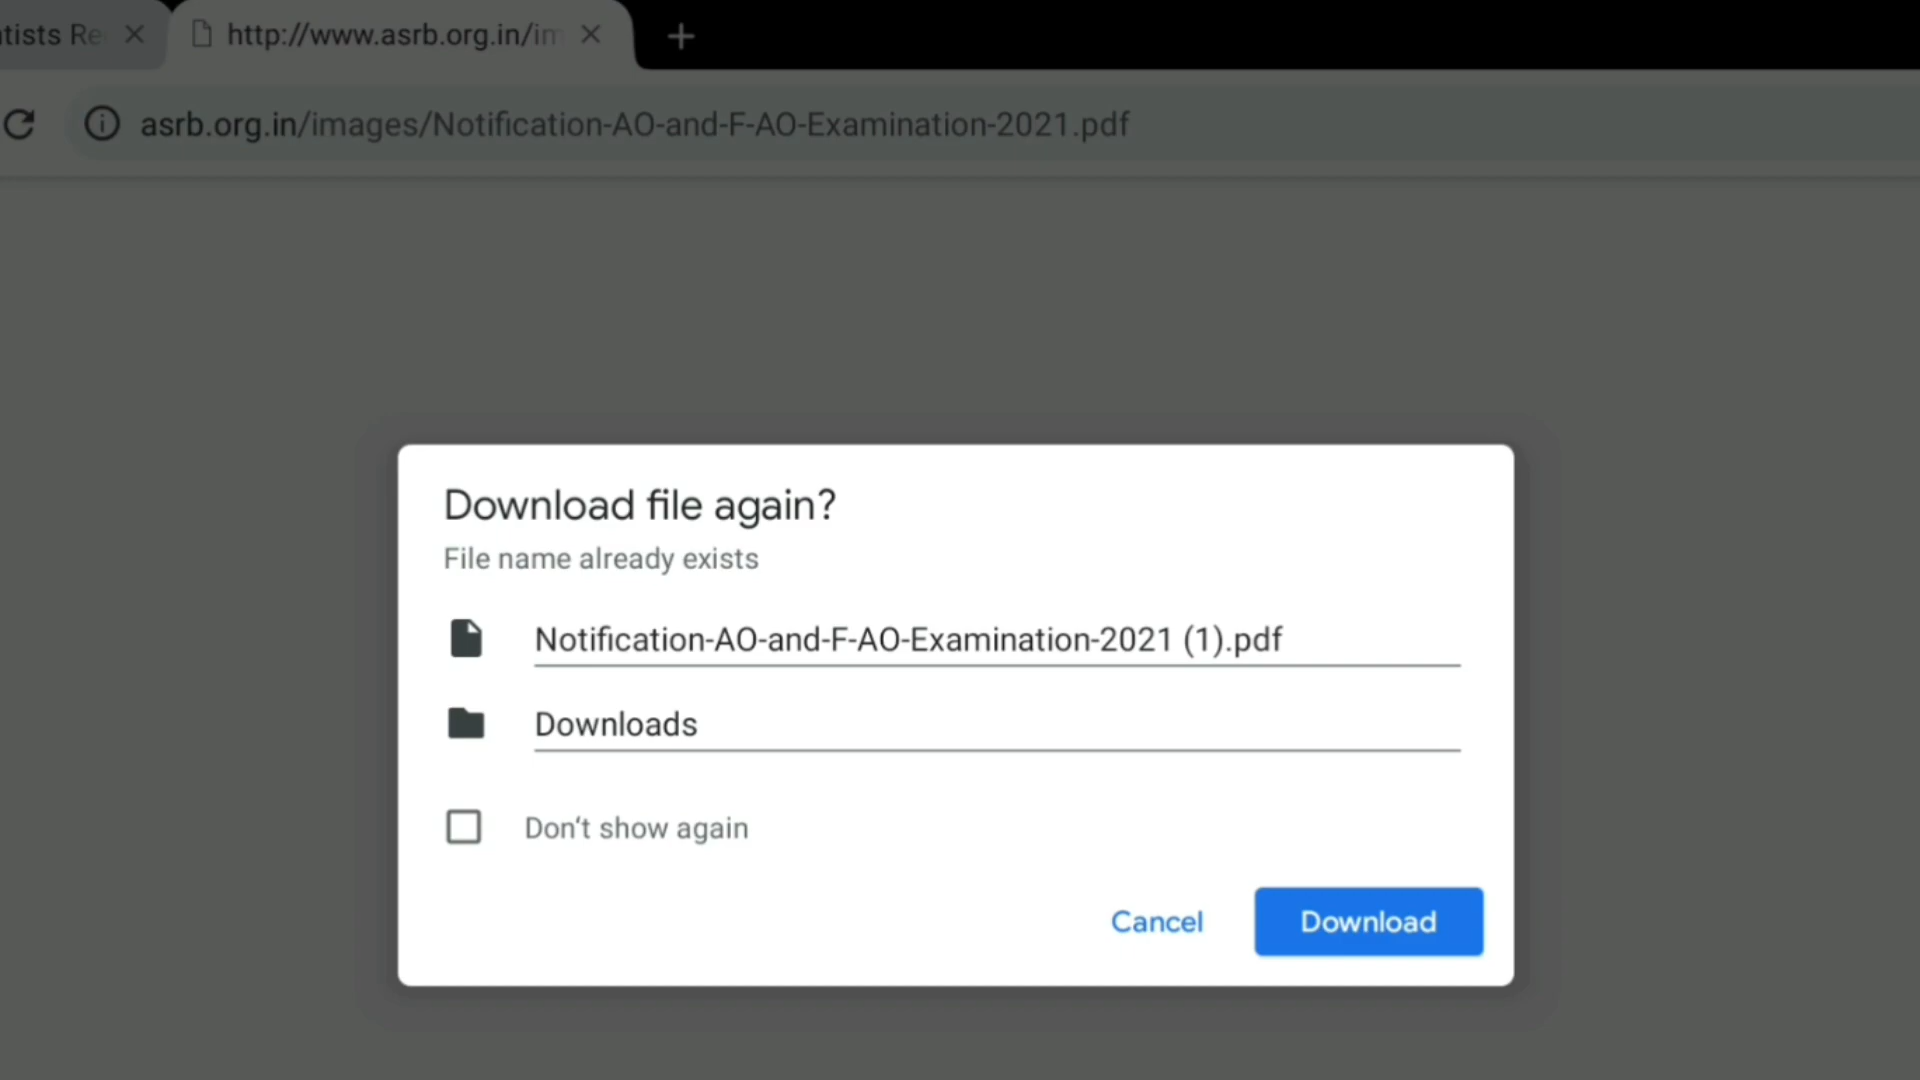 tists Re
http://www.asrb.org.in/im
asrb.org.in/images/Notification-AO-and-F-AO-Examination-2021.pdf
Download file again?
File name already exists
Notification-AO-and-F-AO-Examination-2021 (1).pdf
Downloads
Don't show again
Cancel
Download